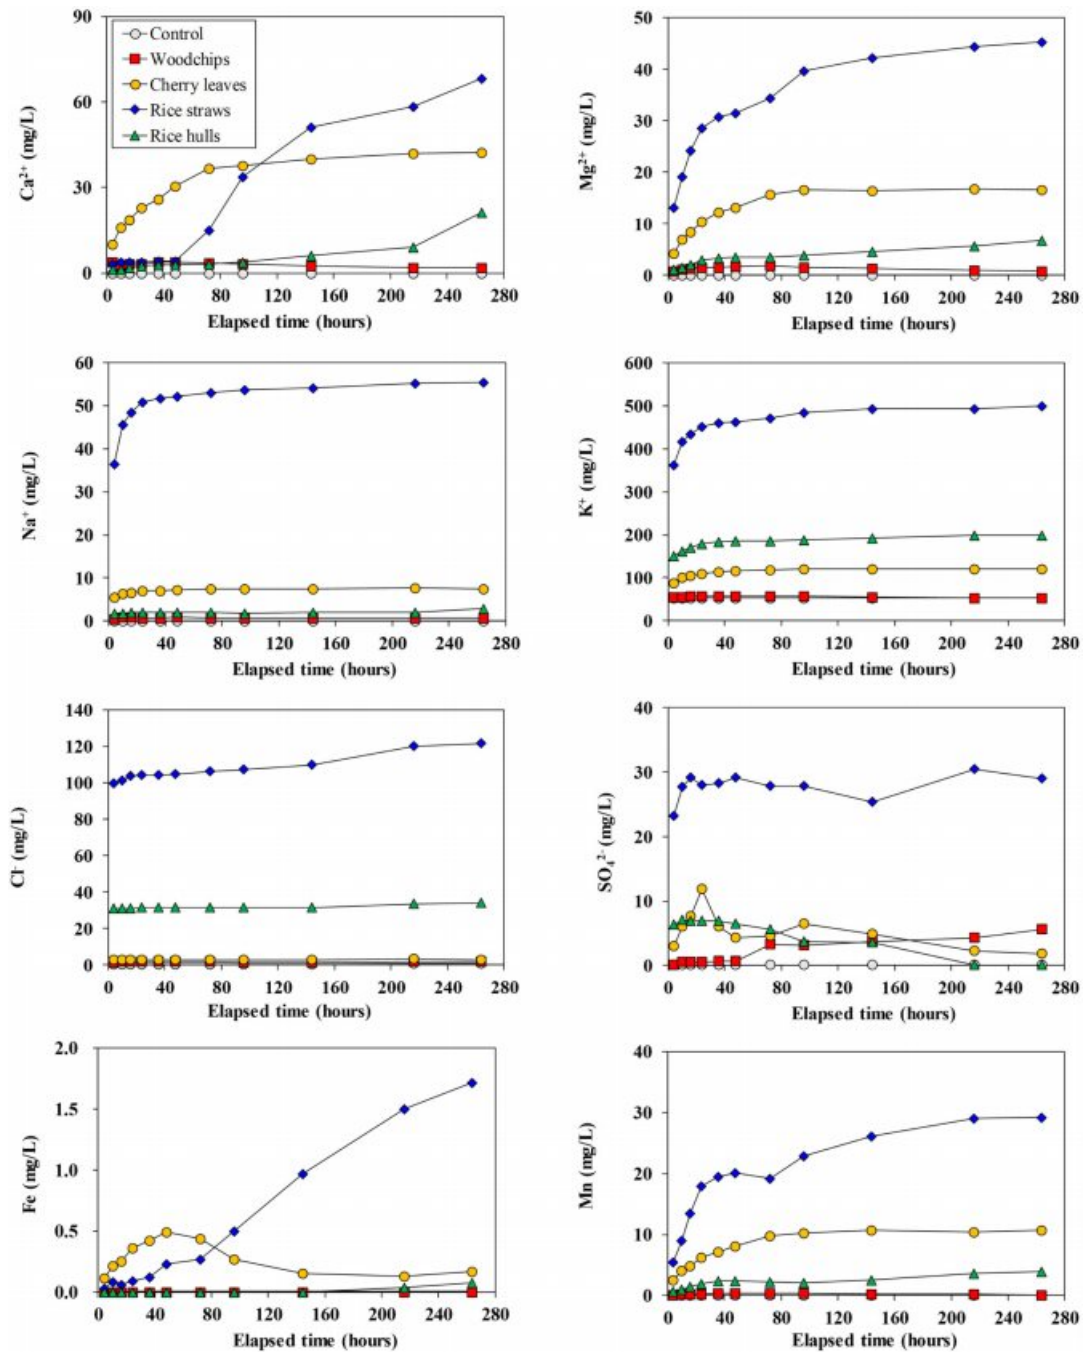 90
60
30
0
Ca²⁺ (mg/L)
Control
Woodchips
Cherry leaves
Rice straws
Rice hulls
0 40 80 120 160 200 240 280
Elapsed time (hours)
50
40
30
20
10
0
Mg²⁺ (mg/L)
0 40 80 120 160 200 240 280
Elapsed time (hours)
60
50
40
30
20
10
0
Na⁺ (mg/L)
0 40 80 120 160 200 240 280
Elapsed time (hours)
600
500
400
300
200
100
0
K⁺ (mg/L)
0 40 80 120 160 200 240 280
Elapsed time (hours)
140
120
100
80
60
40
20
0
Cl⁻ (mg/L)
0 40 80 120 160 200 240 280
Elapsed time (hours)
40
30
20
10
0
SO₄²⁻ (mg/L)
0 40 80 120 160 200 240 280
Elapsed time (hours)
2.0
1.5
1.0
0.5
0.0
Fe (mg/L)
0 40 80 120 160 200 240 280
Elapsed time (hours)
40
30
20
10
0
Mn (mg/L)
0 40 80 120 160 200 240 280
Elapsed time (hours)